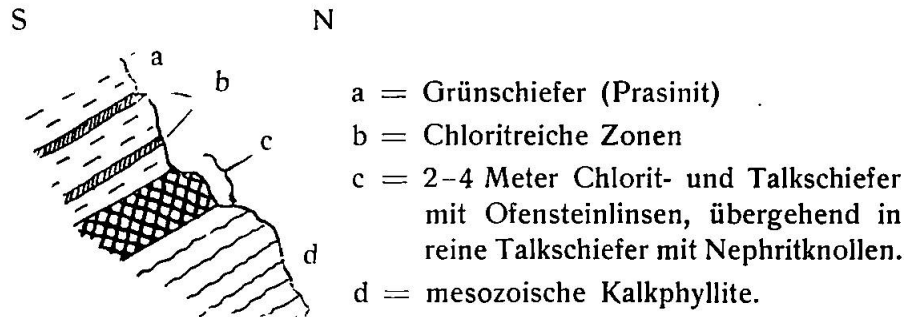 S N
a
b
c
d
a = Grünschiefer (Prasinit)
b = Chloritreiche Zonen
c = 2-4 Meter Chlorit- und Talkschiefer
mit Ofensteinlinsen, übergehend in
reine Talkschiefer mit Nephritknollen.
d = mesozoische Kalkphyllite.